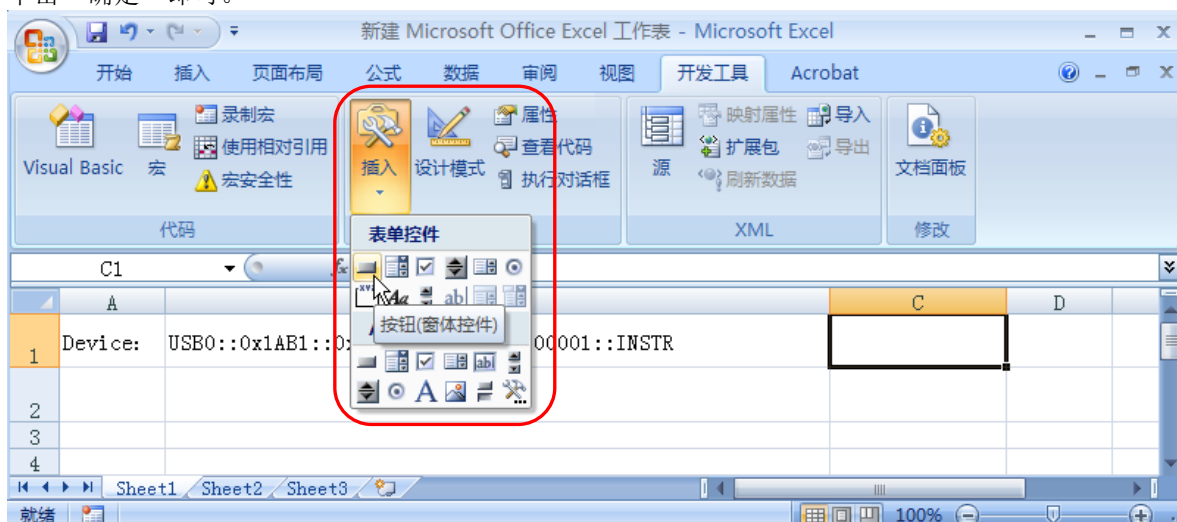 新建 Microsoft Office Excel 工作表 - Microsoft Excel
开始 插入 页面布局 公式 数据 审阅 视图 开发工具 Acrobat
Visual Basic
宏
录制宏
使用相对引用
宏安全性
代码
插入
设计模式
属性
查看代码
执行对话框
源
映射属性
扩展包
刷新数据
导入
导出
XML
文档面板
修改
表单控件
Aa
ab
按钮(窗体控件)
ab
A
C1
fx
A C D
1 Device: USB0::0x1AB1::0 00001::INSTR
2
3
4
Sheet1 Sheet2 Sheet3
就绪 100%